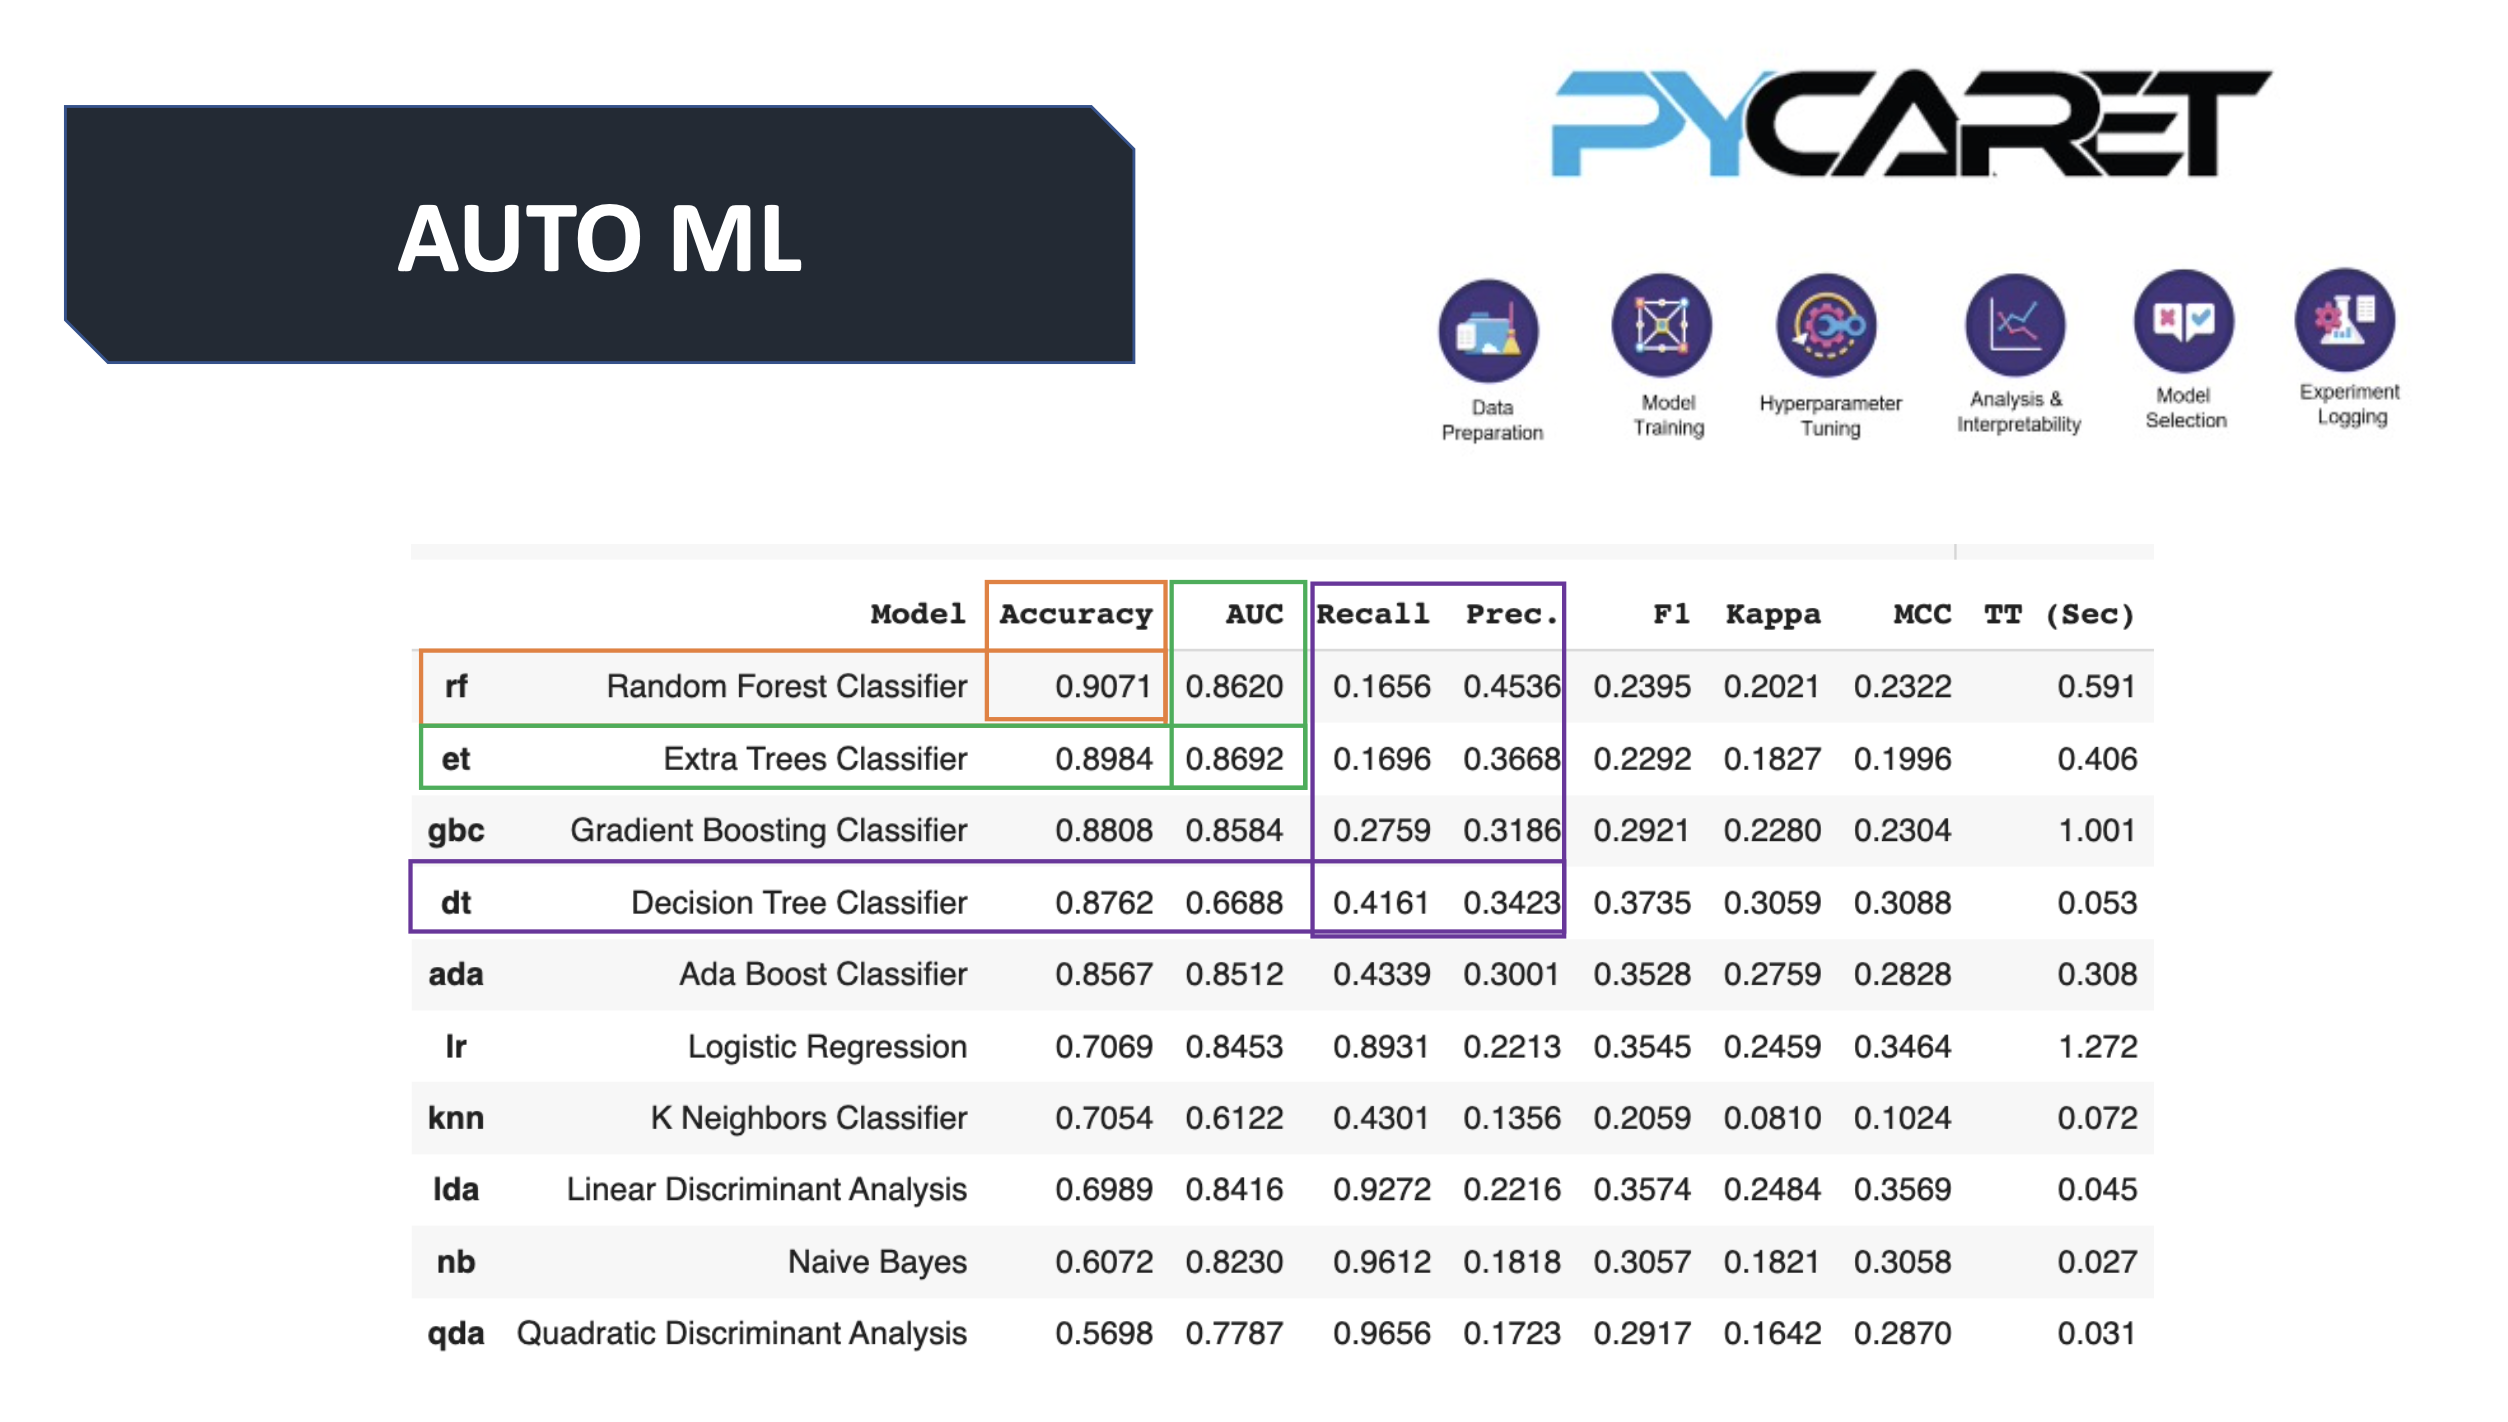 AUTO ML
PYCARET
Data
Preparation
Model
Training
Hyperparameter
Tuning
Analysis &
Interpretability
Model
Selection
Experiment
Logging
Model Accuracy AUC Recall Prec. F1 Kappa MCC TT (Sec)
rf Random Forest Classifier 0.9071 0.8620 0.1656 0.4536 0.2395 0.2021 0.2322 0.591
et Extra Trees Classifier 0.8984 0.8692 0.1696 0.3668 0.2292 0.1827 0.1996 0.406
gbc Gradient Boosting Classifier 0.8808 0.8584 0.2759 0.3186 0.2921 0.2280 0.2304 1.001
dt Decision Tree Classifier 0.8762 0.6688 0.4161 0.3423 0.3735 0.3059 0.3088 0.053
ada Ada Boost Classifier 0.8567 0.8512 0.4339 0.3001 0.3528 0.2759 0.2828 0.308
lr Logistic Regression 0.7069 0.8453 0.8931 0.2213 0.3545 0.2459 0.3464 1.272
knn K Neighbors Classifier 0.7054 0.6122 0.4301 0.1356 0.2059 0.0810 0.1024 0.072
lda Linear Discriminant Analysis 0.6989 0.8416 0.9272 0.2216 0.3574 0.2484 0.3569 0.045
nb Naive Bayes 0.6072 0.8230 0.9612 0.1818 0.3057 0.1821 0.3058 0.027
qda Quadratic Discriminant Analysis 0.5698 0.7787 0.9656 0.1723 0.2917 0.1642 0.2870 0.031